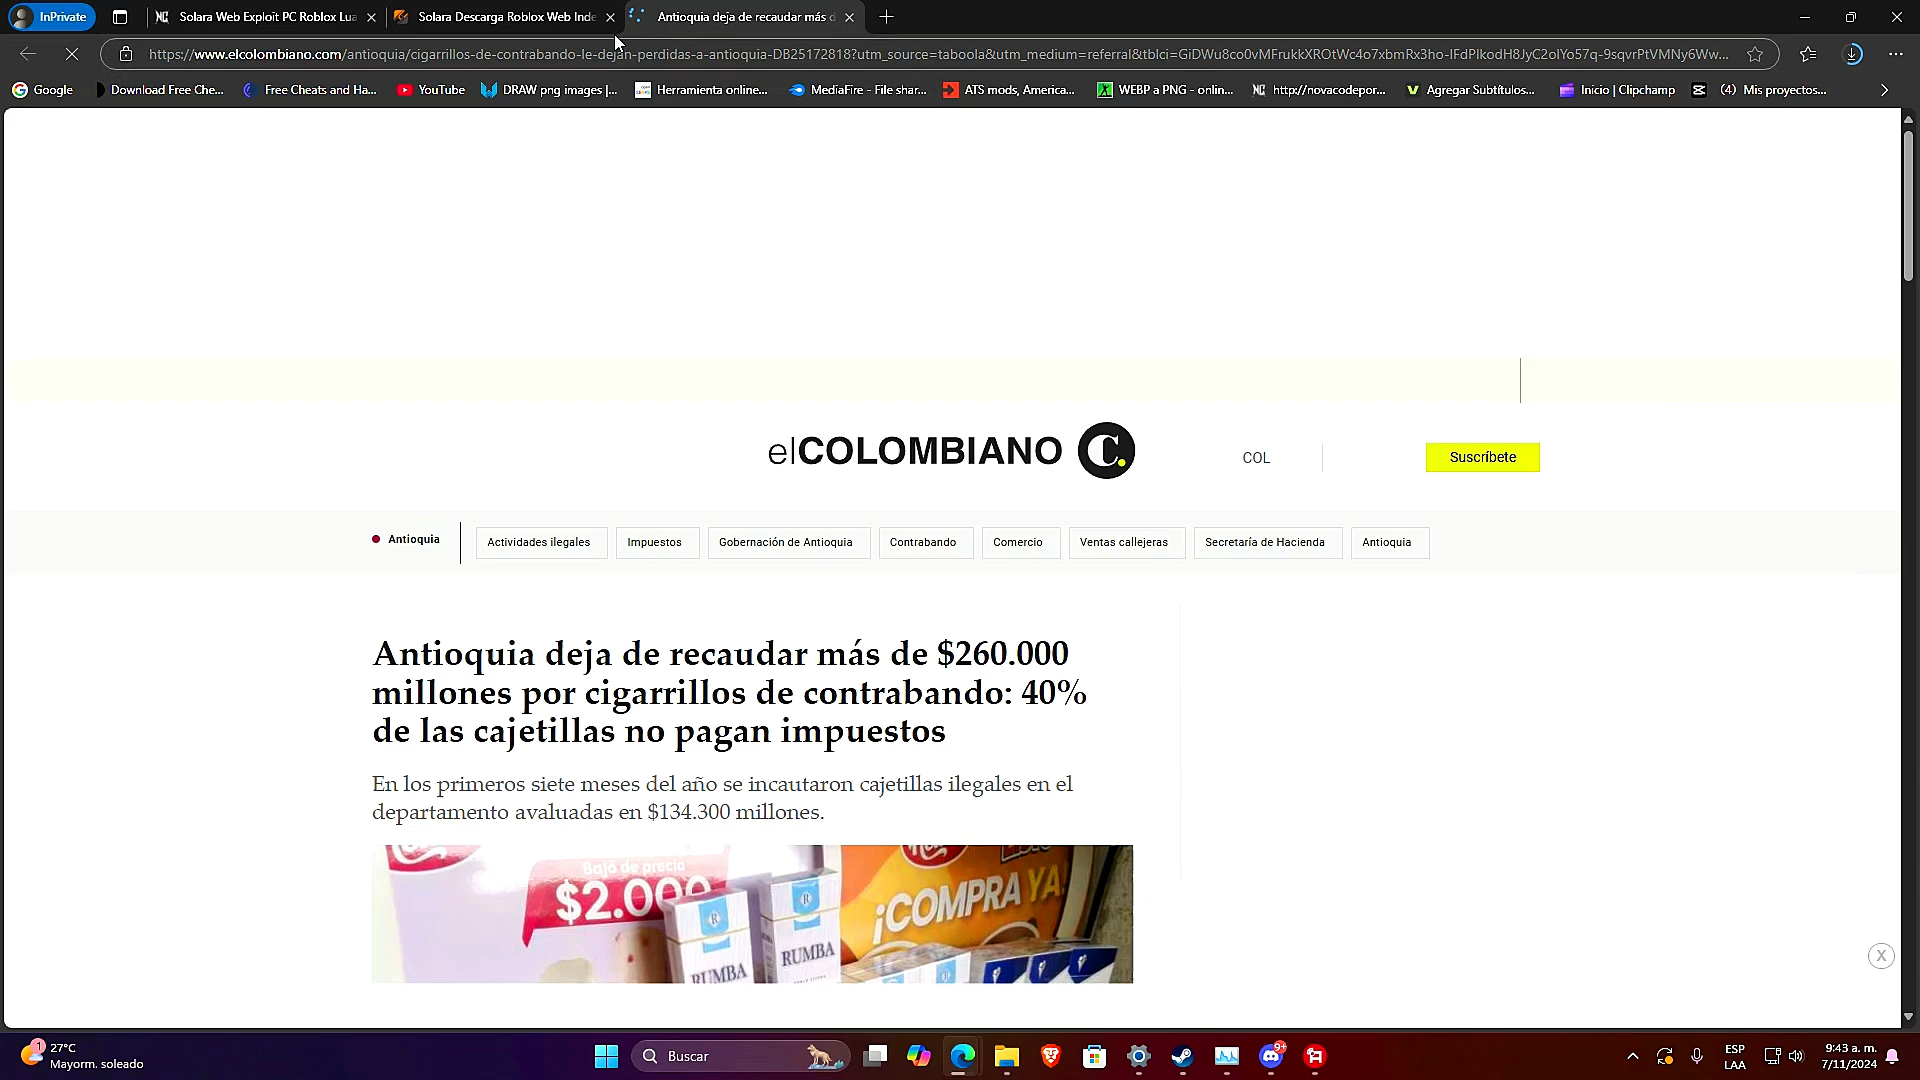 InPrivate
Solara Web Exploit PC Roblox Lua
Solara Descarga Roblox Web Inde
Antioquia deja de recaudar más d
https://www.elcolombiano.com/antioquia/cigarrillos-de-contrabando-le-dejan-perdidas-a-antioquia-DB25172818?utm_source=taboola&utm_medium=referral&tblci=GiDWu8co0vMFrukkXROtWc4o7xbmRx3ho-lFdPlkodH8JyC2olYo57q-9sqvrPtVMNy6Ww...
Google
Download Free Che...
Free Cheats and Ha...
YouTube
DRAW png images |...
Herramienta online...
MediaFire - File shar...
ATS mods, America...
WEBP a PNG - onlin...
http://novacodepor...
Agregar Subtítulos...
Inicio | Clipchamp
(4) Mis proyectos...
elCOLOMBIANO C.
COL
Suscríbete
Antioquia
Actividades ilegales
Impuestos
Gobernación de Antioquia
Contrabando
Comercio
Ventas callejeras
Secretaría de Hacienda
Antioquia
Antioquia deja de recaudar más de $260.000
millones por cigarrillos de contrabando: 40%
de las cajetillas no pagan impuestos
En los primeros siete meses del año se incautaron cajetillas ilegales en el
departamento avaluadas en $134.300 millones.
Bajó de precio
$2.000
¡COMPRA YA!
R
R
RUMBA
RUMBA
X
1
27°C
Mayorm. soleado
Buscar
9+
ESP
LAA
9:43 a. m.
7/11/2024